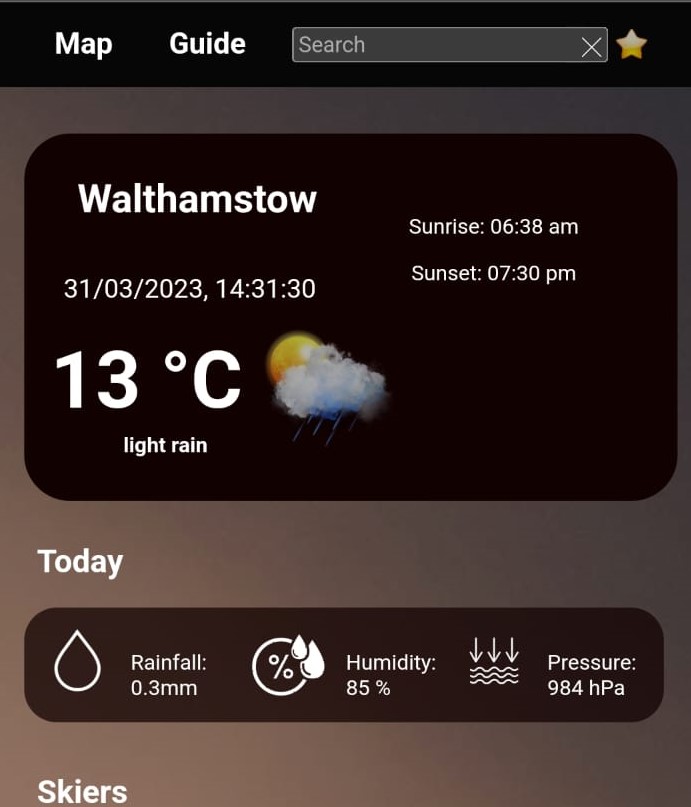 Map Guide Search
Walthamstow
Sunrise: 06:38 am
Sunset: 07:30 pm
31/03/2023, 14:31:30
13 °C
light rain
Today
Rainfall:
0.3mm
%
Humidity:
85 %
Pressure:
984 hPa
Skiers